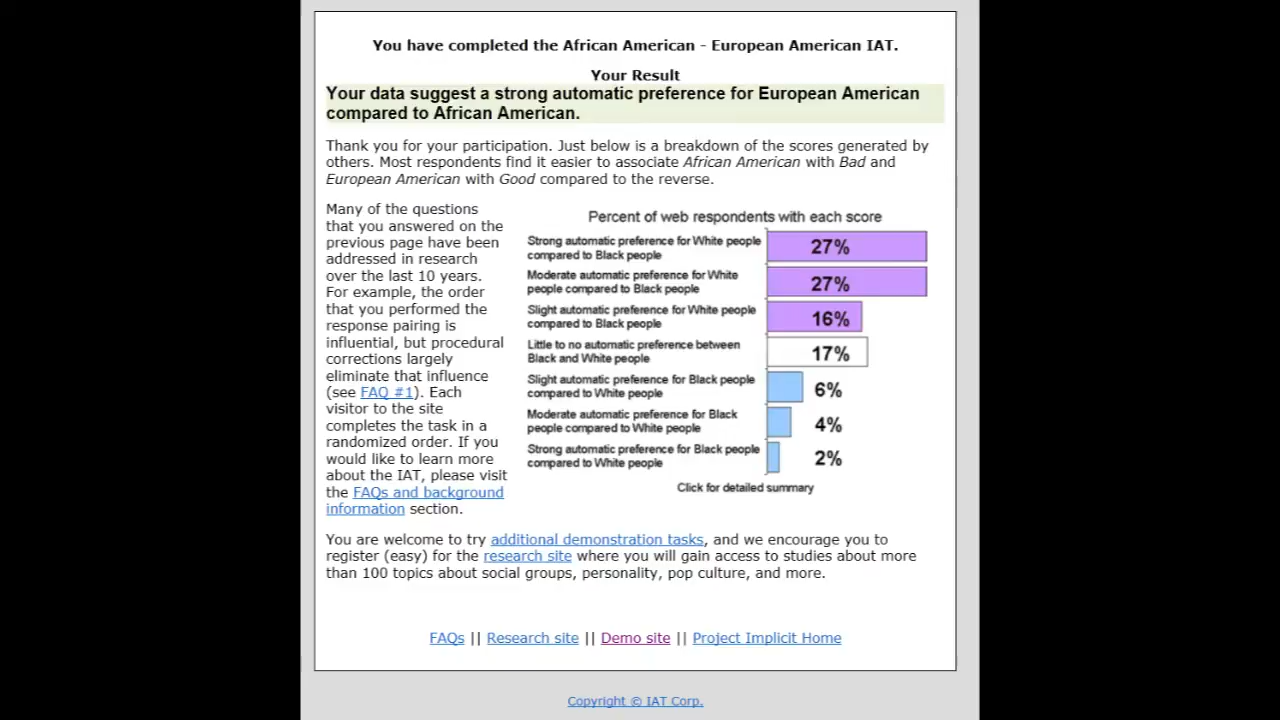 You have completed the African American - European American IAT.
Your Result
Your data suggest a strong automatic preference for European American
compared to African American.
Thank you for your participation. Just below is a breakdown of the scores generated by
others. Most respondents find it easier to associate African American with Bad and
European American with Good compared to the reverse.
Many of the questions
that you answered on the
previous page have been
addressed in research
over the last 10 years.
For example, the order
that you performed the
response pairing is
influential, but procedural
corrections largely
eliminate that influence
(see FAQ #1). Each
visitor to the site
completes the task in a
randomized order. If you
would like to learn more
about the IAT, please visit
the FAQs and background
information section.
Percent of web respondents with each score
Strong automatic preference for White people
compared to Black people
27%
Moderate automatic preference for White
people compared to Black people
27%
Slight automatic preference for White people
compared to Black people
16%
Little to no automatic preference between
Black and White people
17%
Slight automatic preference for Black people
compared to White people
6%
Moderate automatic preference for Black
people compared to White people
4%
Strong automatic preference for Black people
compared to White people
2%
Click for detailed summary
You are welcome to try additional demonstration tasks, and we encourage you to
register (easy) for the research site where you will gain access to studies about more
than 100 topics about social groups, personality, pop culture, and more.
FAQs || Research site || Demo site || Project Implicit Home
Copyright © IAT Corp.